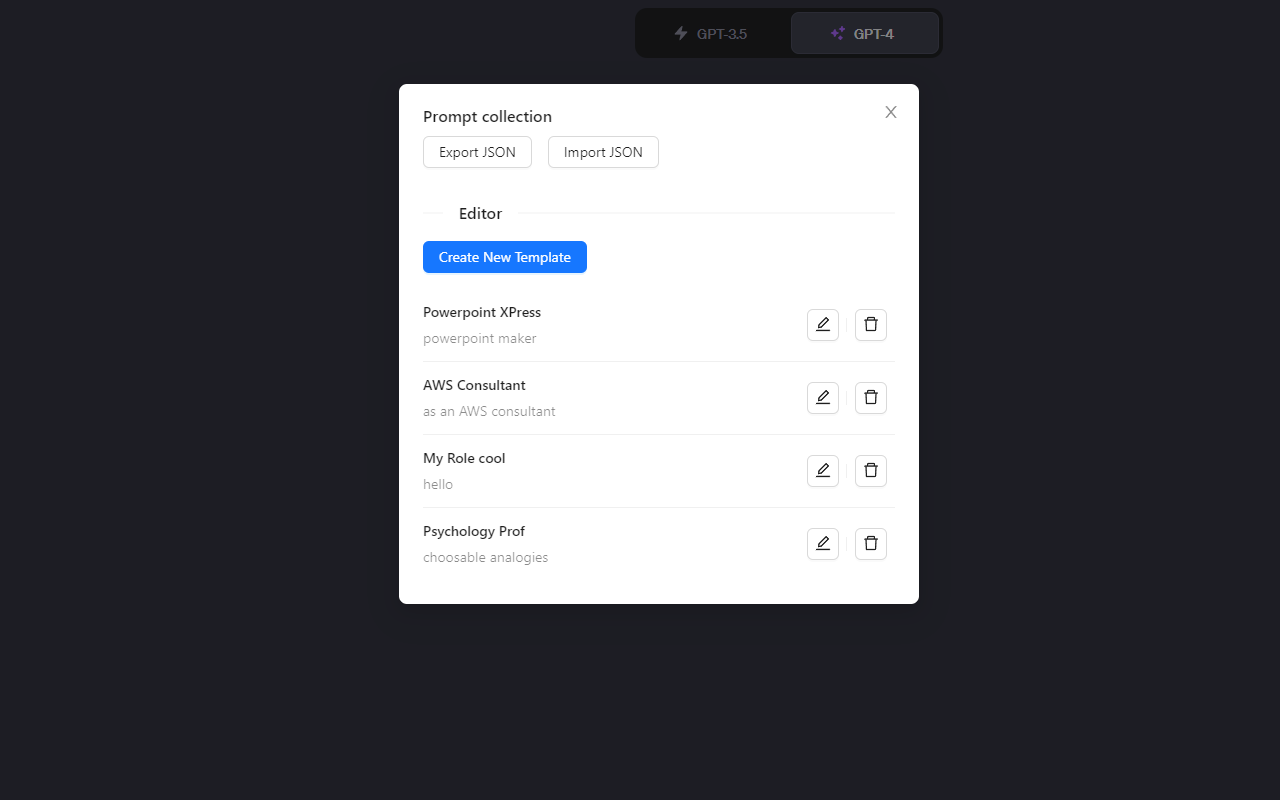 GPT-3.5 GPT-4
Prompt collection
Export JSON Import JSON
Editor
Create New Template
Powerpoint XPress
powerpoint maker
AWS Consultant
as an AWS consultant
My Role cool
hello
Psychology Prof
choosable analogies